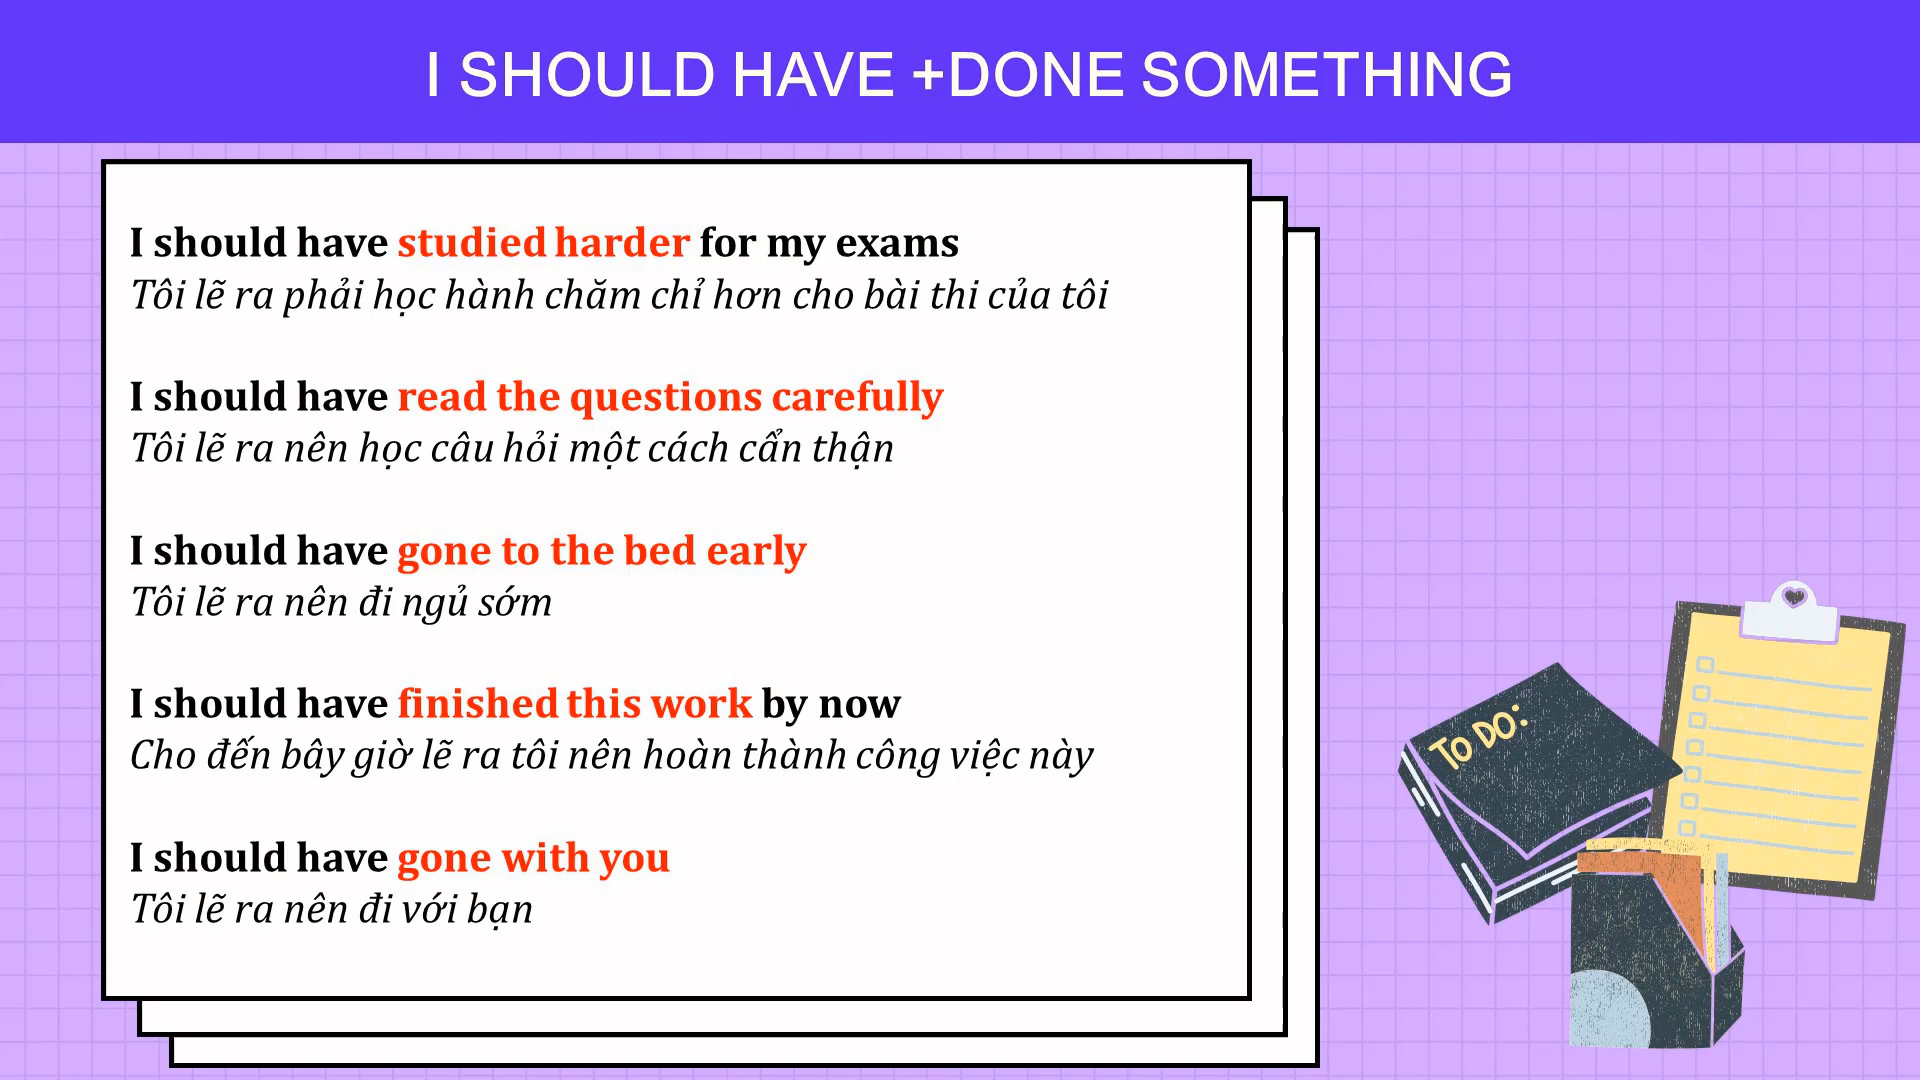 I SHOULD HAVE +DONE SOMETHING
I should have studied harder for my exams
Tôi lẽ ra phải học hành chăm chỉ hơn cho bài thi của tôi
I should have read the questions carefully
Tôi lẽ ra nên học câu hỏi một cách cẩn thận
I should have gone to the bed early
Tôi lẽ ra nên đi ngủ sớm
I should have finished this work by now
Cho đến bây giờ lẽ ra tôi nên hoàn thành công việc này
I should have gone with you
Tôi lẽ ra nên đi với bạn
TO DO: